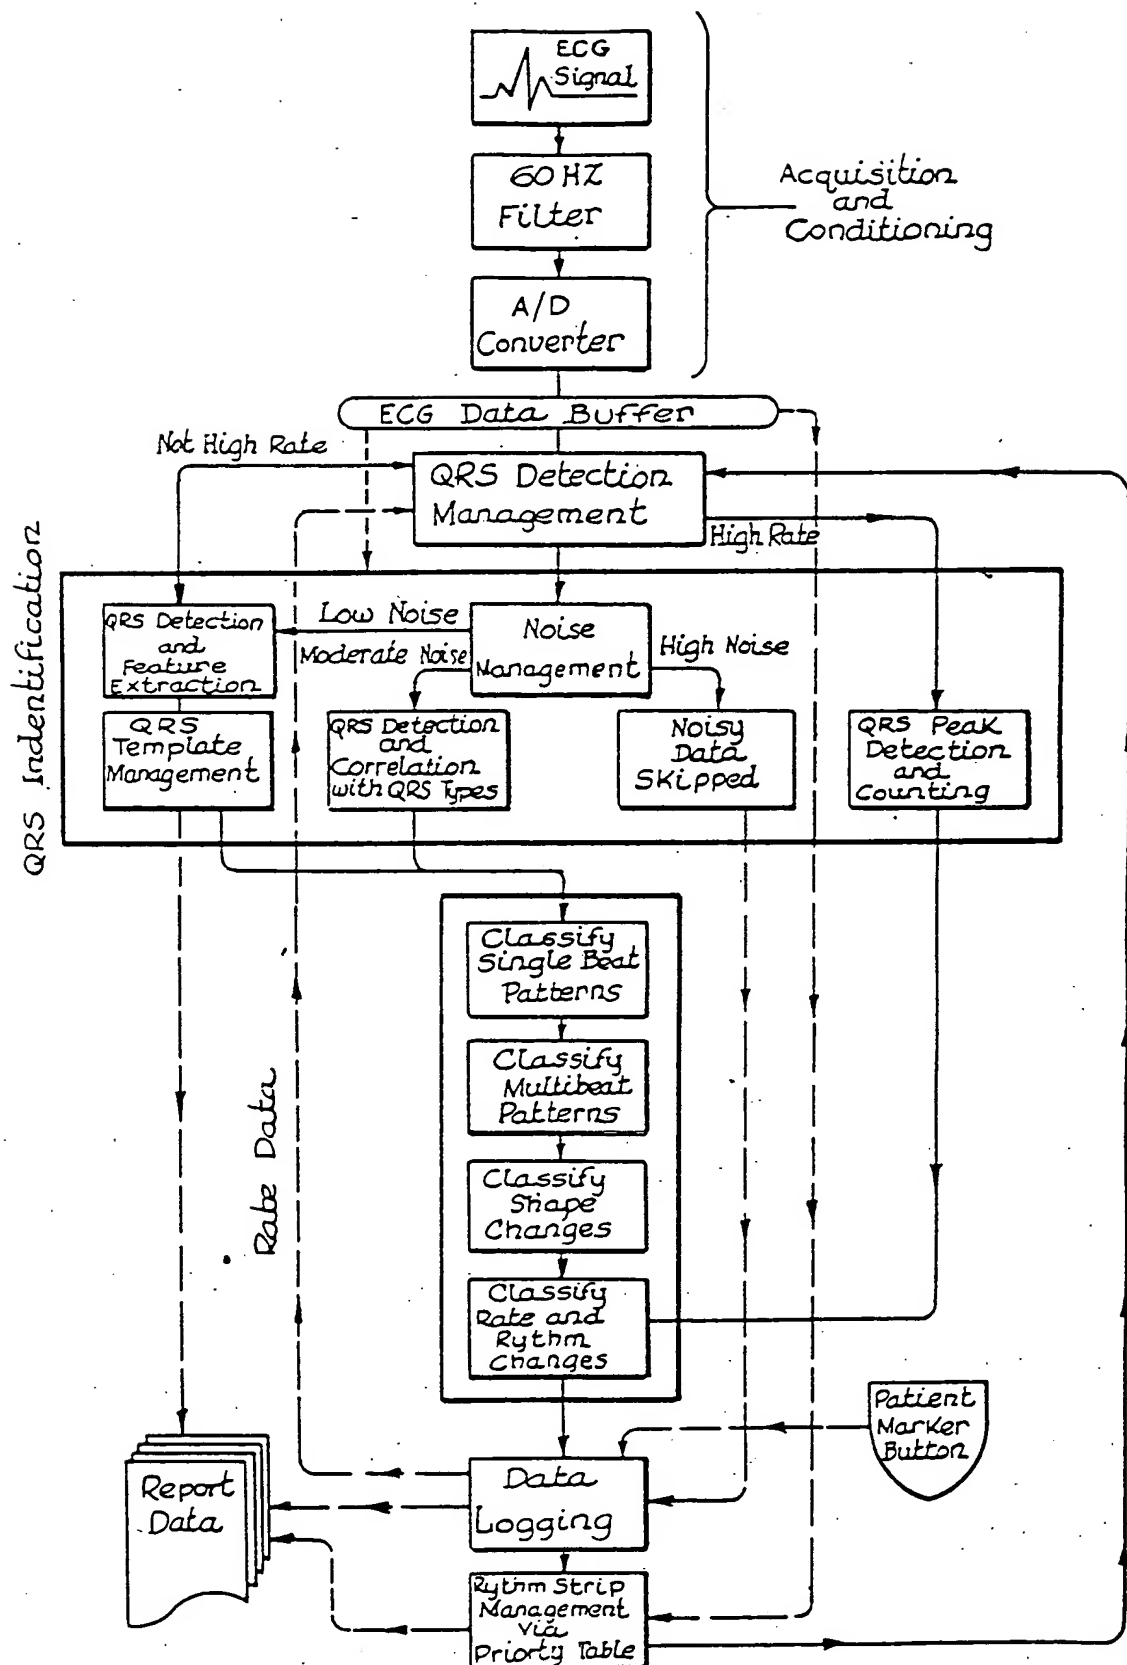 ECG
Signal
60 HZ
Filter
A/D
Converter
Acquisition
and
Conditioning
ECG Data Buffer
Not High Rate
QRS Detection
Management
High Rate
QRS Indentification
QRS Detection
and
Feature
Extraction
Low Noise
Moderate Noise
Noise
Management
High Noise
QRS
Template
Management
QRS Detection
and
Correlation
with QRS Types
Noisy
Data
Skipped
QRS Peak
Detection
and
Counting
Classify
Single Beat
Patterns
Classify
Multibeat
Patterns
Rate Data
Classify
Shape
Changes
Classify
Rate and
Rythm
Changes
Patient
Marker
Button
Report
Data
Data
Logging
Rythm Strip
Management
Via
Priorty Table